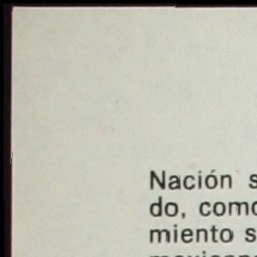 Nación s
do, como
miento s